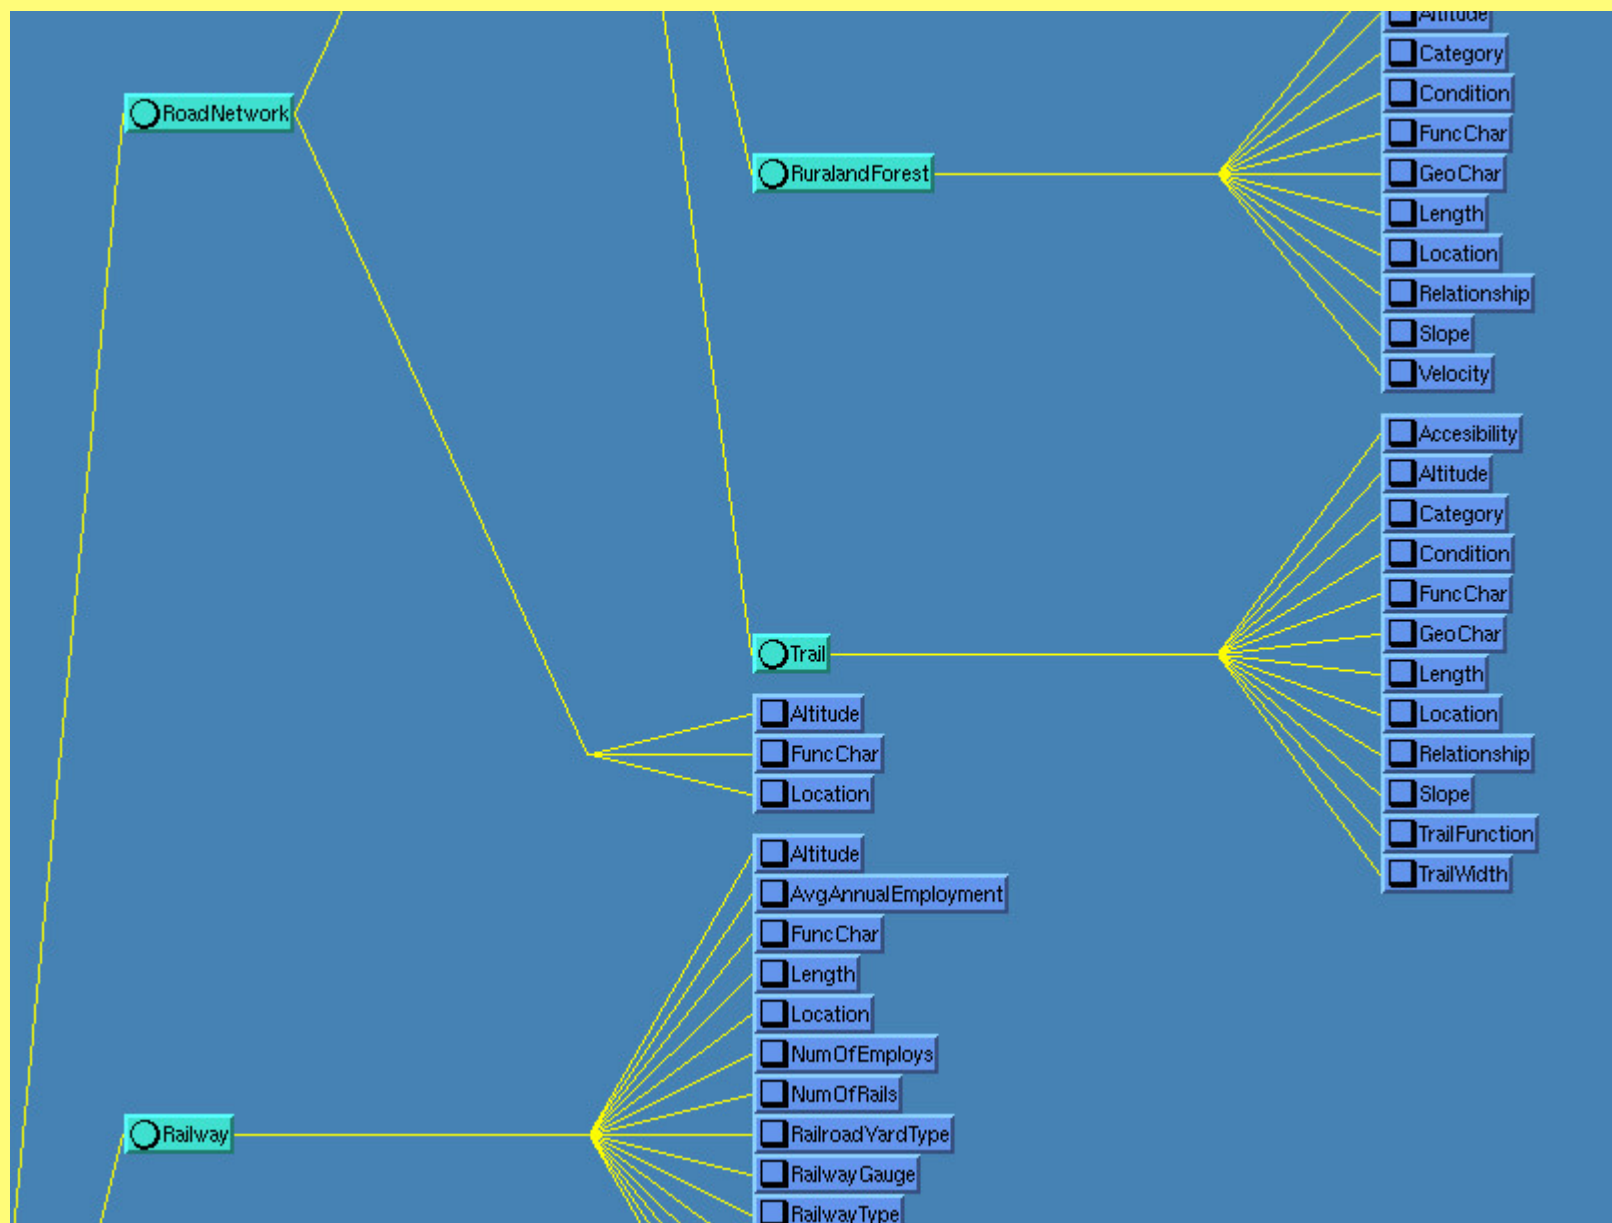 RoadNetwork
RuralandForest
Altitude
Category
Condition
FuncChar
GeoChar
Length
Location
Relationship
Slope
Velocity
Trail
Accesibility
Altitude
Category
Condition
FuncChar
GeoChar
Length
Location
Relationship
Slope
TrailFunction
TrailWidth
Altitude
FuncChar
Location
Railway
Altitude
AvgAnnualEmployment
FuncChar
Length
Location
NumOfEmploys
NumOfRails
RailroadYardType
RailwayGauge
RailwayType